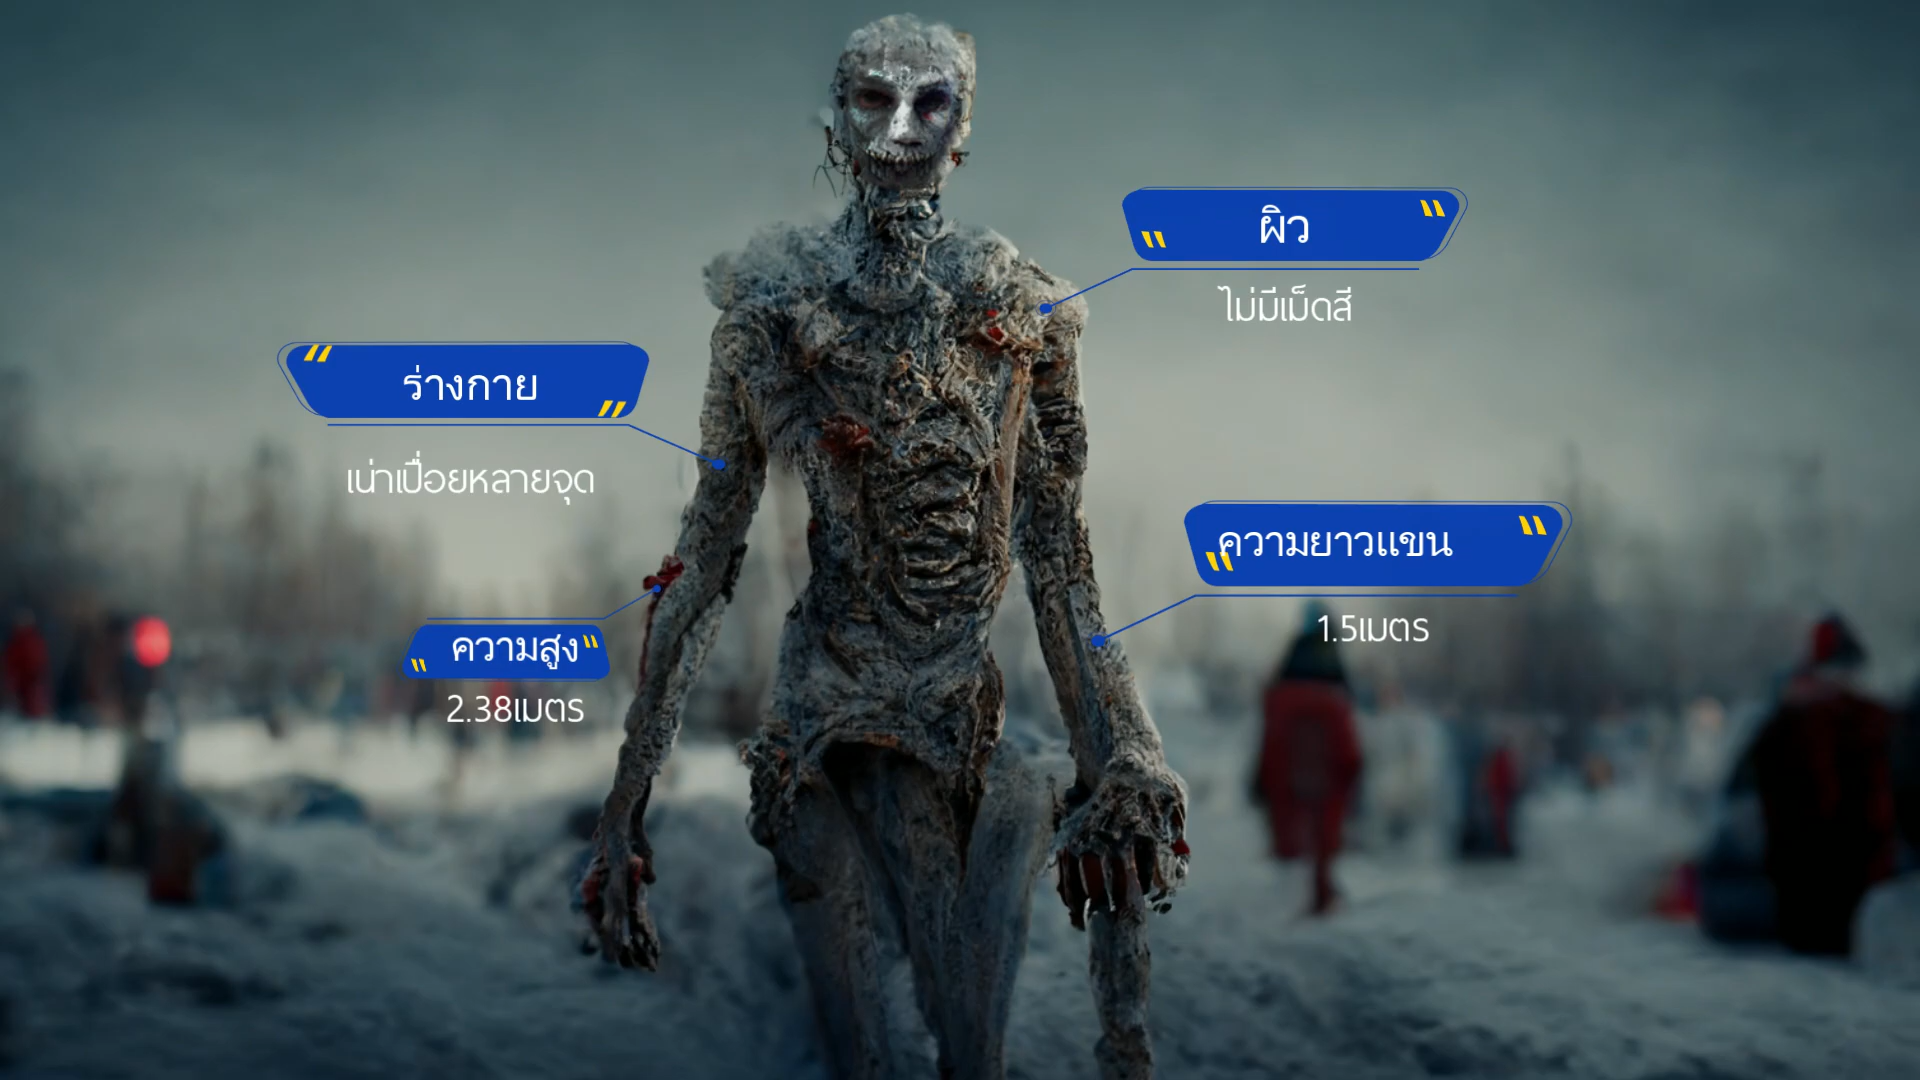 ผิว
ไม่มีเม็ดสี
ร่างกาย
เน่าเปื่อยหลายจุด
ความยาวแขน
1.5เมตร
ความสูง
2.38เมตร